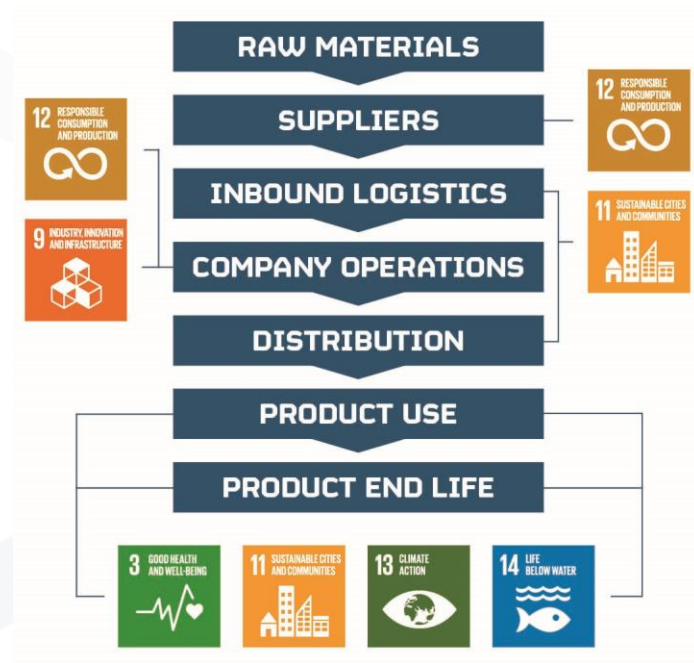 RAW MATERIALS
12 RESPONSIBLE
CONSUMPTION
AND PRODUCTION
SUPPLIERS
12 RESPONSIBLE
CONSUMPTION
AND PRODUCTION
INBOUND LOGISTICS
9 INDUSTRY, INNOVATION
AND INFRASTRUCTURE
11 SUSTAINABLE CITIES
AND COMMUNITIES
COMPANY OPERATIONS
DISTRIBUTION
PRODUCT USE
PRODUCT END LIFE
3 GOOD HEALTH
AND WELL-BEING
11 SUSTAINABLE CITIES
AND COMMUNITIES
13 CLIMATE
ACTION
14 LIFE
BELOW WATER